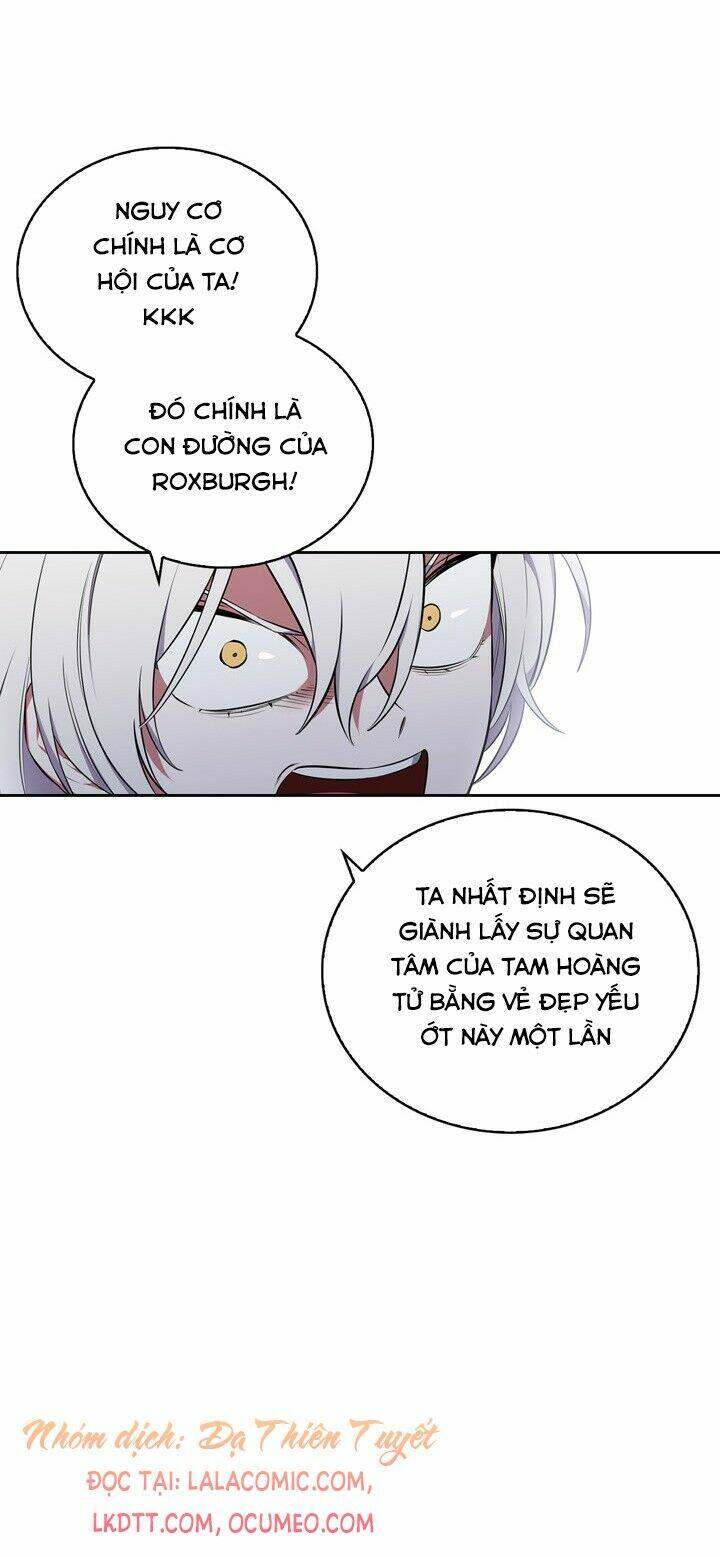 NGUY CƠ
CHÍNH LÀ CƠ
HỘI CỦA TA!
KKK
ĐÓ CHÍNH LÀ
CON ĐƯỜNG CỦA
ROXBURGH!
TA NHẤT ĐỊNH SẼ
GIÀNH LẤY SỰ QUAN
TÂM CỦA TAM HOÀNG
TỬ BẰNG VẺ ĐẸP YẾU
ỚT NÀY MỘT LẦN
Nhóm dịch: Dạ Thiên Tuyết
ĐỌC TẠI: LALACOMIC.COM,
LKDTT.COM, OCUMEO.COM